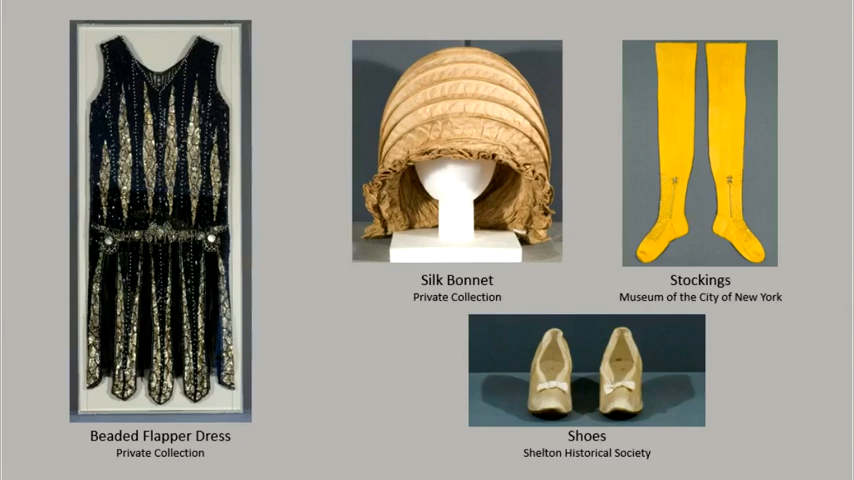 Silk Bonnet
Private Collection
Stockings
Museum of the City of New York
Beaded Flapper Dress
Private Collection
Shoes
Shelton Historical Society